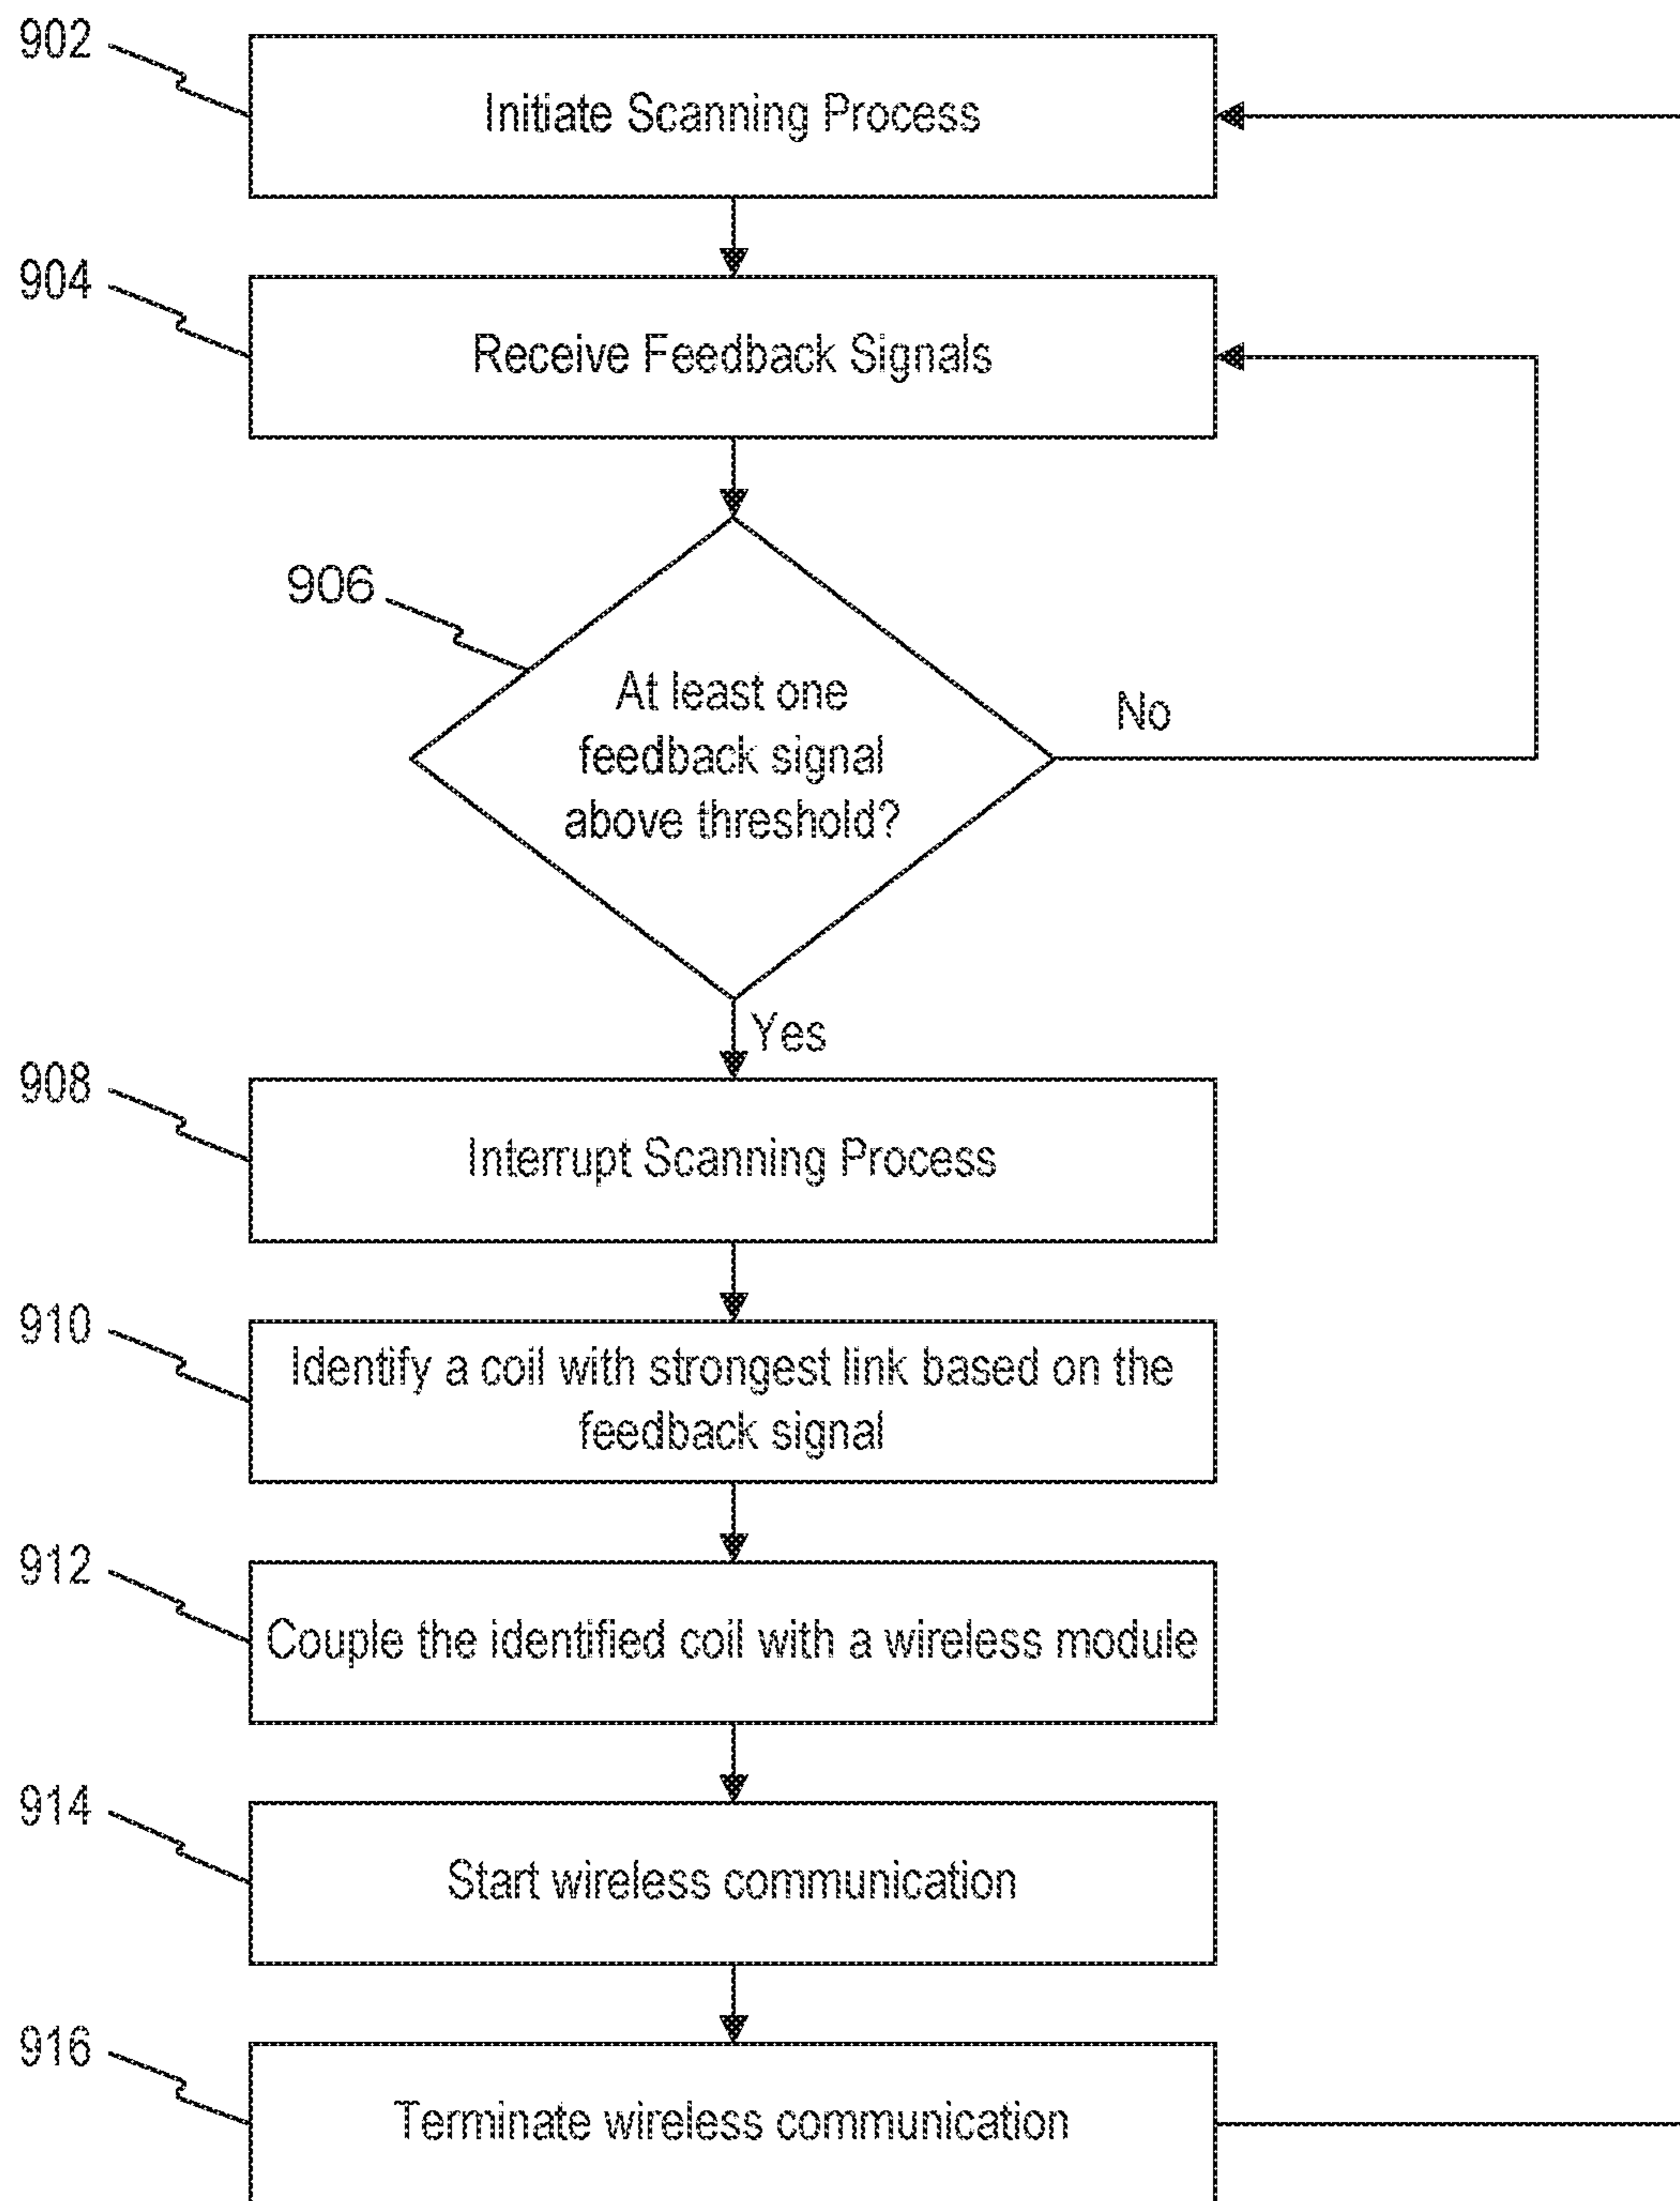 902
Initiate Scanning Process
904
Receive Feedback Signals
906
At least one
feedback signal
above threshold?
No
Yes
908
Interrupt Scanning Process
910
Identify a coil with strongest link based on the
feedback signal
912
Couple the identified coil with a wireless module
914
Start wireless communication
916
Terminate wireless communication